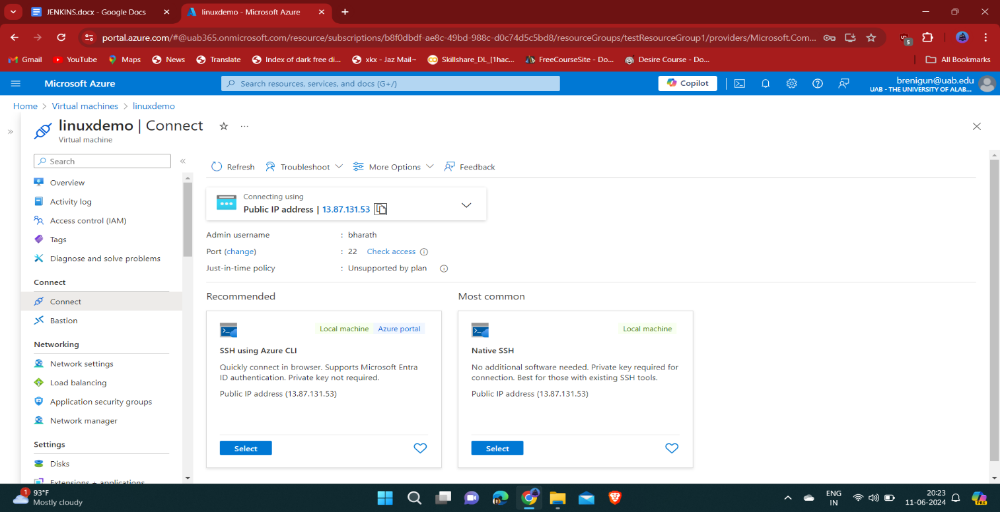 JENKINS.docx - Google Docs
linuxdemo - Microsoft Azure
portal.azure.com/#@uab365.onmicrosoft.com/resource/subscriptions/b8f0dbdf-ae8c-49bd-988c-d0c74d5c5bd8/resourceGroups/testResourceGroup1/providers/Microsoft.Com...
5
Gmail YouTube Maps News Translate Index of dark free di... xkx - Jaz Mail~ Skillshare_DL_[1hac... FreeCourseSite - Do... Desire Course - Do... All Bookmarks
Microsoft Azure
Search resources, services, and docs (G+/)
Copilot
brenigun@uab.edu
UAB - THE UNIVERSITY OF ALAB...
Home > Virtual machines > linuxdemo
linuxdemo | Connect
Virtual machine
Search
Overview
Activity log
Access control (IAM)
Tags
Diagnose and solve problems
Connect
Connect
Bastion
Networking
Network settings
Load balancing
Application security groups
Network manager
Settings
Disks
Extensions + applications
Refresh Troubleshoot More Options Feedback
Connecting using
Public IP address | 13.87.131.53
Admin username : bharath
Port (change) : 22 Check access
Just-in-time policy : Unsupported by plan
Recommended
Local machine Azure portal
SSH using Azure CLI
Quickly connect in browser. Supports Microsoft Entra
ID authentication. Private key not required.
Public IP address (13.87.131.53)
Select
Most common
Local machine
Native SSH
No additional software needed. Private key required for
connection. Best for those with existing SSH tools.
Public IP address (13.87.131.53)
Select
1
93°F
Mostly cloudy
ENG
IN
20:23
11-06-2024
PRE